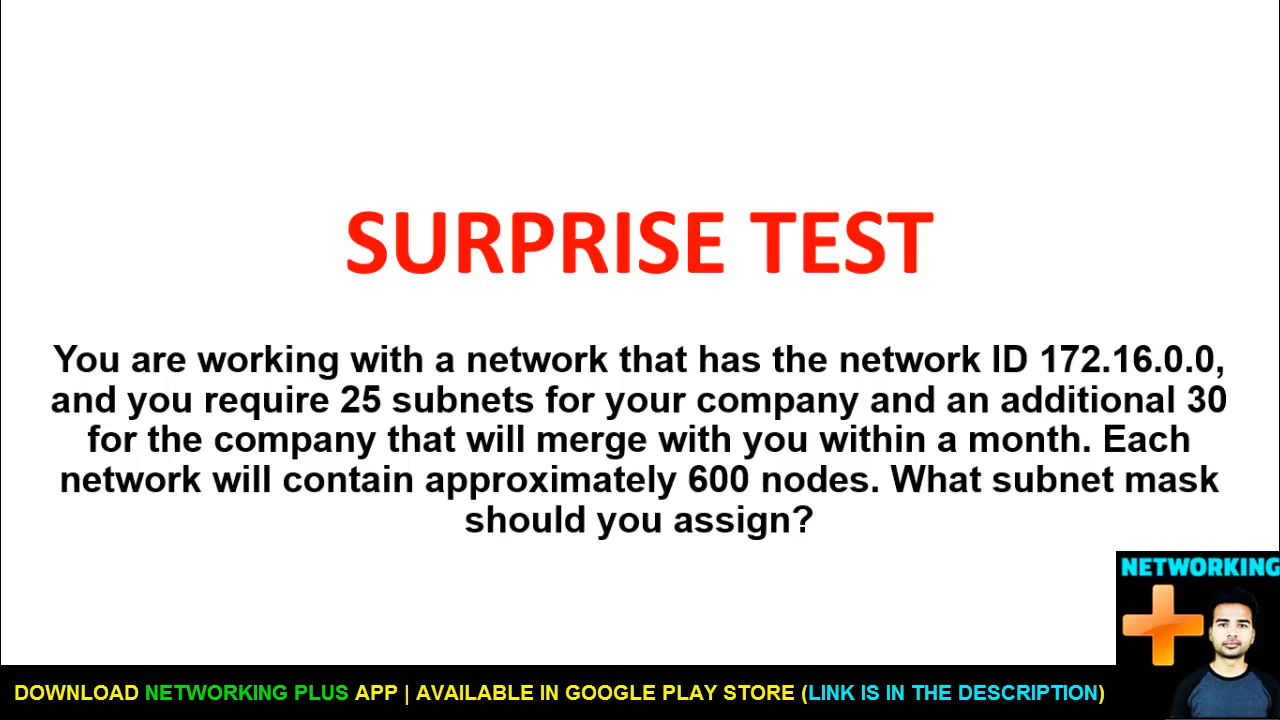 SURPRISE TEST
You are working with a network that has the network ID 172.16.0.0,
and you require 25 subnets for your company and an additional 30
for the company that will merge with you within a month. Each
network will contain approximately 600 nodes. What subnet mask
should you assign?
NETWORKING
DOWNLOAD NETWORKING PLUS APP | AVAILABLE IN GOOGLE PLAY STORE (LINK IS IN THE DESCRIPTION)